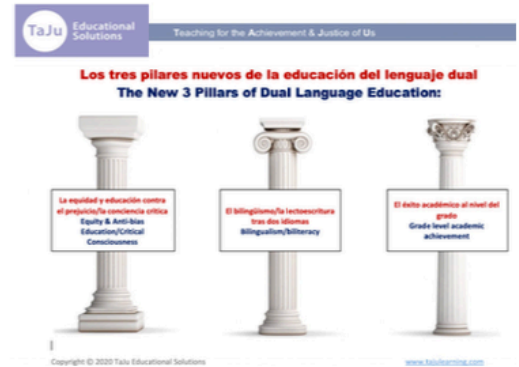 TaJu Educational
Solutions
Teaching for the Achievement & Justice of Us
Los tres pilares nuevos de la educación del lenguaje dual
The New 3 Pillars of Dual Language Education:
La equidad y educación contra
el prejuicio/la conciencia crítica
Equity & Anti-bias
Education/Critical
Consciousness
El bilingüismo/la lectoescritura
tras dos idiomas
Bilingualism/biliteracy
El éxito académico al nivel del
grado
Grade level academic
achievement
Copyright © 2020 TaJu Educational Solutions
www.tajulearning.com